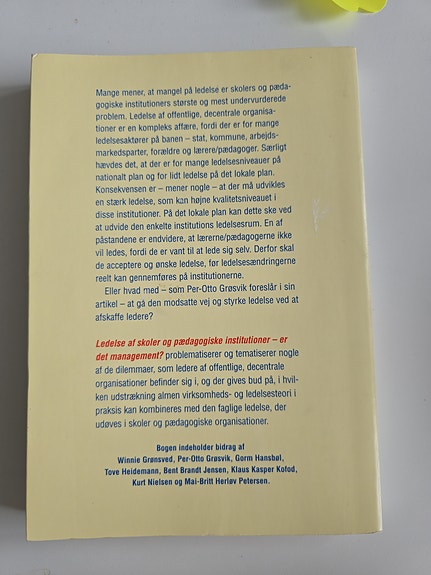 Mange mener, at mangel på ledelse er skolers og pæda-
gogiske institutioners største og mest undervurderede
problem. Ledelse af offentlige, decentrale organisa-
tioner er en kompleks affære, fordi der er for mange
ledelsesaktører på banen – stat, kommune, arbejds-
markedsparter, forældre og lærere/pædagoger. Særligt
hævdes det, at der er for mange ledelsesniveauer på
nationalt plan og for lidt ledelse på det lokale plan.
Konsekvensen er – mener nogle – at der må udvikles
en stærk ledelse, som kan højne kvalitetsniveauet i
disse institutioner. På det lokale plan kan dette ske ved
at udvide den enkelte institutions ledelsesrum. En af
påstandene er endvidere, at lærerne/pædagogerne ikke
vil ledes, fordi de er vant til at lede sig selv. Derfor skal
de acceptere og ønske ledelse, før ledelsesændringerne
reelt kan gennemføres på institutionerne.
Eller hvad med – som Per-Otto Grøsvik foreslår i sin
artikel – at gå den modsatte vej og styrke ledelse ved at
afskaffe ledere?
Ledelse af skoler og pædagogiske institutioner – er
det management? problematiserer og tematiserer nogle
af de dilemmaer, som ledere af offentlige, decentrale
organisationer befinder sig i, og der gives bud på, i hvil-
ken udstrækning almen virksomheds- og ledelsesteori i
praksis kan kombineres med den faglige ledelse, der
udøves i skoler og pædagogiske organisationer.
Bogen indeholder bidrag af
Winnie Grønsved, Per-Otto Grøsvik, Gorm Hansbøl,
Tove Heidemann, Bent Brandt Jensen, Klaus Kasper Kofod,
Kurt Nielsen og Mai-Britt Herløv Petersen.